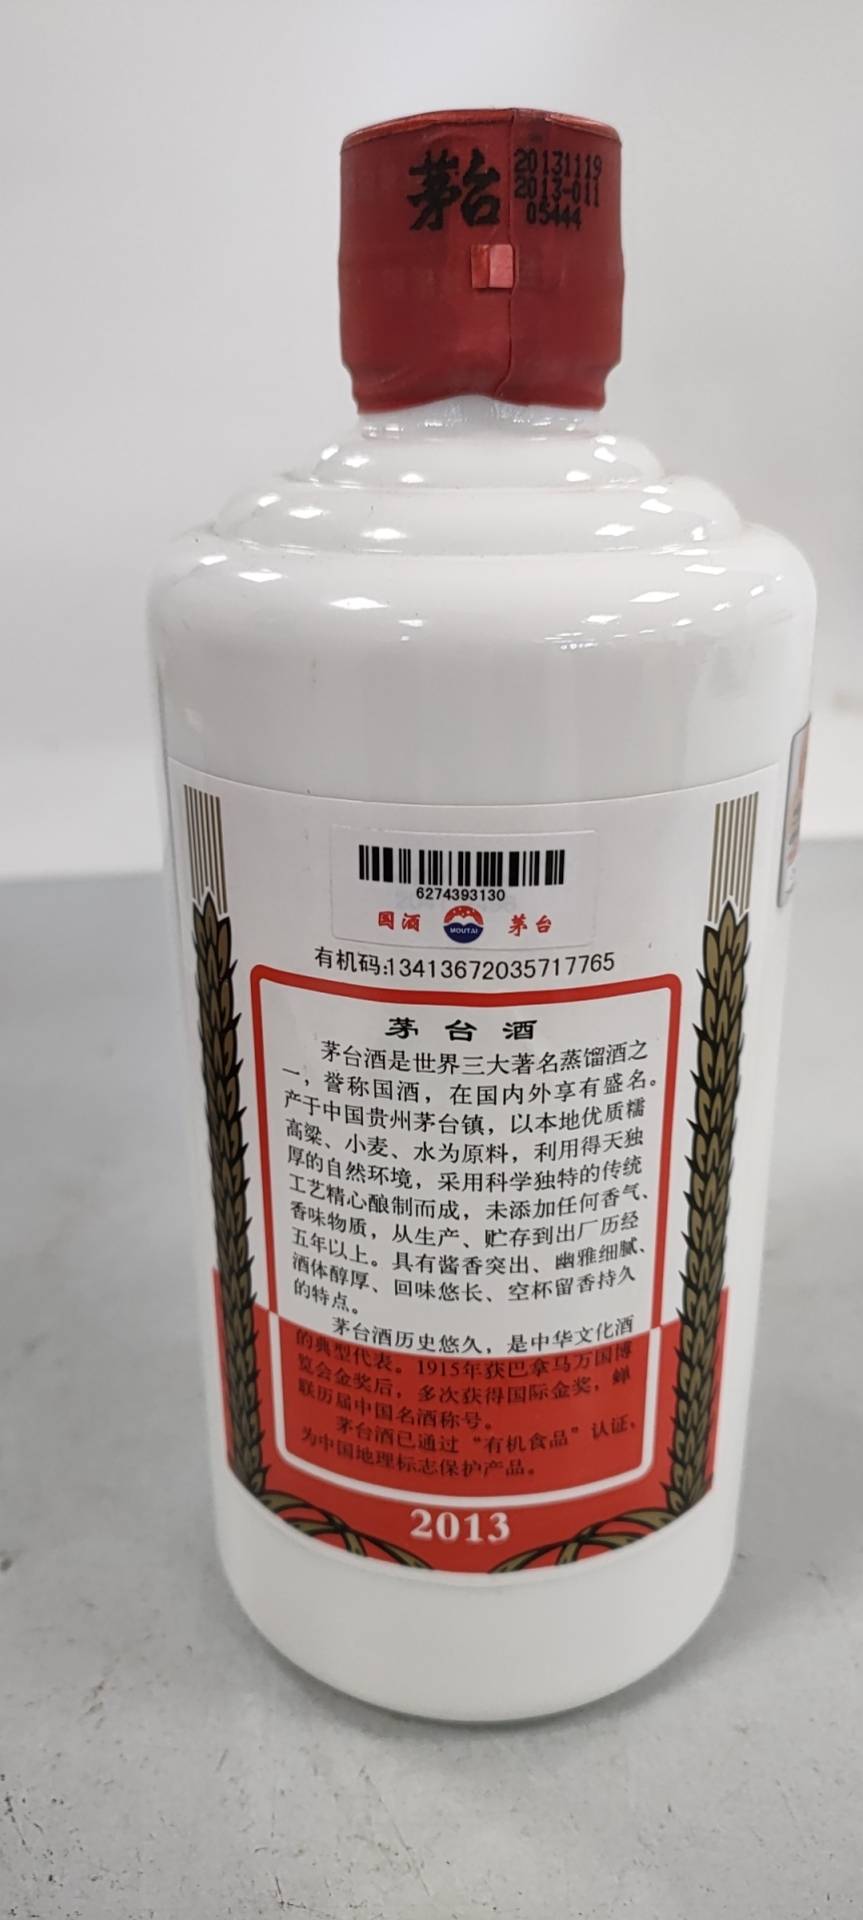 茅台
20131119
2013-011
05444
6274393130
国酒 MOUTAI 茅台
有机码:13413672035717765
茅台酒
茅台酒是世界三大著名蒸馏酒之
一，誉称国酒，在国内外享有盛名。
产于中国贵州茅台镇，以本地优质糯
高粱、小麦、水为原料，利用得天独
厚的自然环境，采用科学独特的传统
工艺精心酿制而成，未添加任何香气、
香味物质，从生产、贮存到出厂历经
五年以上。具有酱香突出、幽雅细腻、
酒体醇厚、回味悠长、空杯留香持久
的特点。
茅台酒历史悠久，是中华文化酒
的典型代表。1915年获巴拿马万国博
览会金奖后，多次获得国际金奖，蝉
联历届中国名酒称号。
茅台酒已通过“有机食品”认证，
为中国地理标志保护产品。
2013